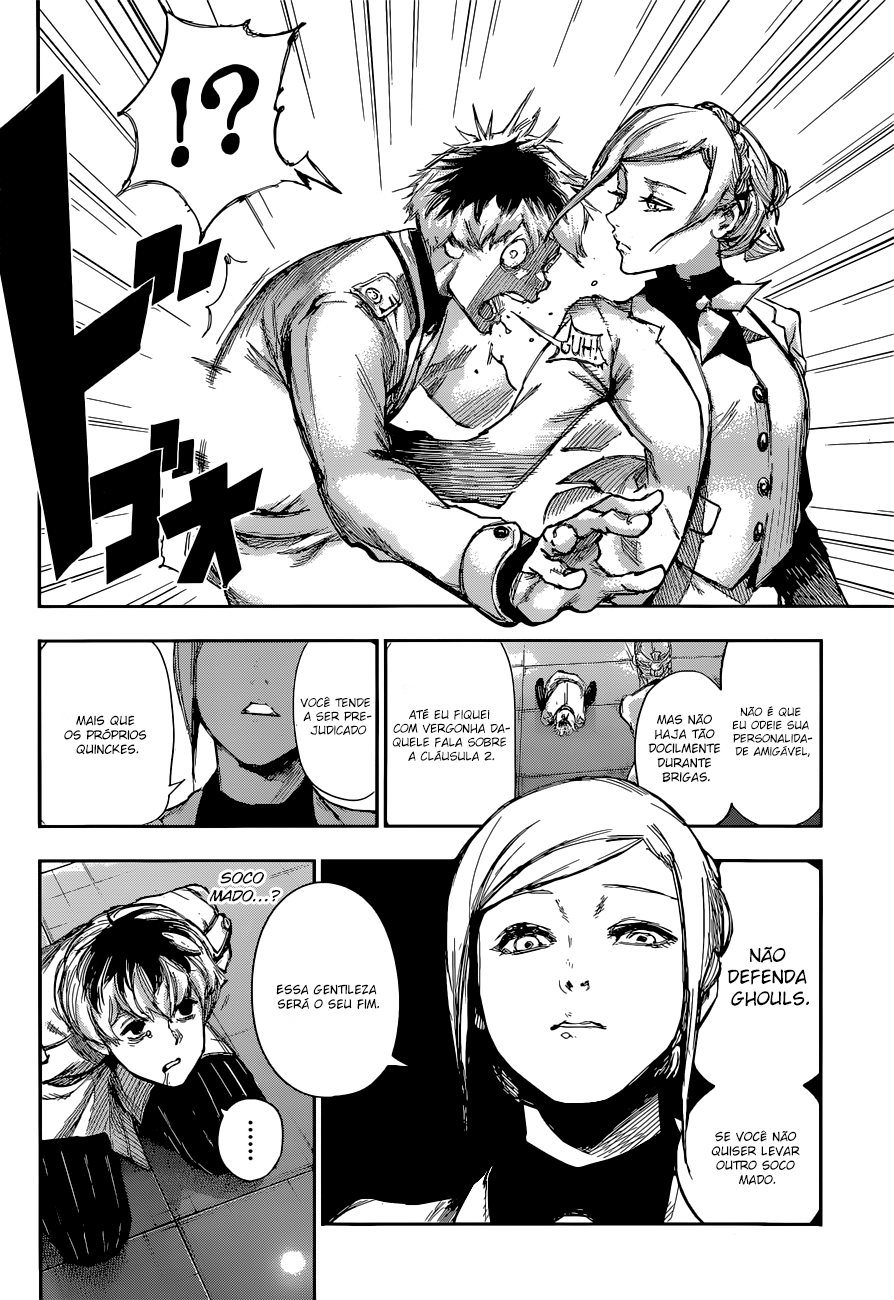 !?
GUHA
ドゴォ
NÃO É QUE
EU ODEIE SUA
PERSONALIDA-
DE AMIGÁVEL,
MAS NÃO
HAJA TÃO
DOCILMENTE
DURANTE
BRIGAS.
ATÉ EU FIQUEI
COM VERGONHA DA-
QUELE FALA SOBRE
A CLÁUSULA 2.
VOCÊ TENDE
A SER PRE-
JUDICADO
MAIS QUE
OS PRÓPRIOS
QUINCKES.
NÃO
DEFENDA
GHOULS.
SE VOCÊ NÃO
QUISER LEVAR
OUTRO SOCO
MADO.
ESSA GENTILEZA
SERÁ O SEU FIM.
SOCO
MADO...?
......